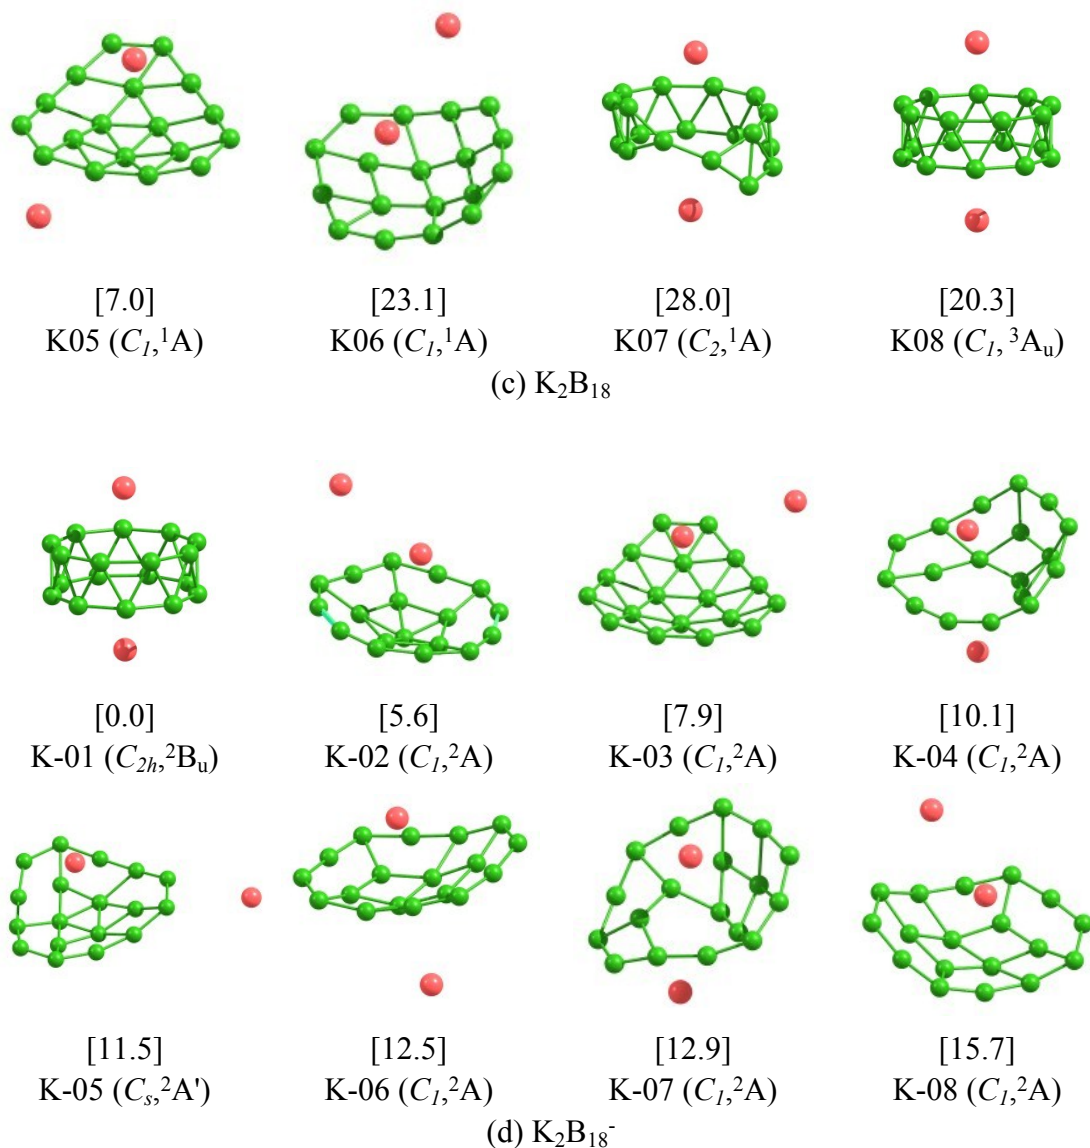 [7.0] [23.1] [28.0] [20.3]
K05 (C₁,¹A) K06 (C₁,¹A) K07 (C₂,¹A) K08 (C₁,³Aᵤ)
(c) K₂B₁₈
[0.0] [5.6] [7.9] [10.1]
K-01 (C₂ₕ,²Bᵤ) K-02 (C₁,²A) K-03 (C₁,²A) K-04 (C₁,²A)
[11.5] [12.5] [12.9] [15.7]
K-05 (Cₛ,²A') K-06 (C₁,²A) K-07 (C₁,²A) K-08 (C₁,²A)
(d) K₂B₁₈⁻